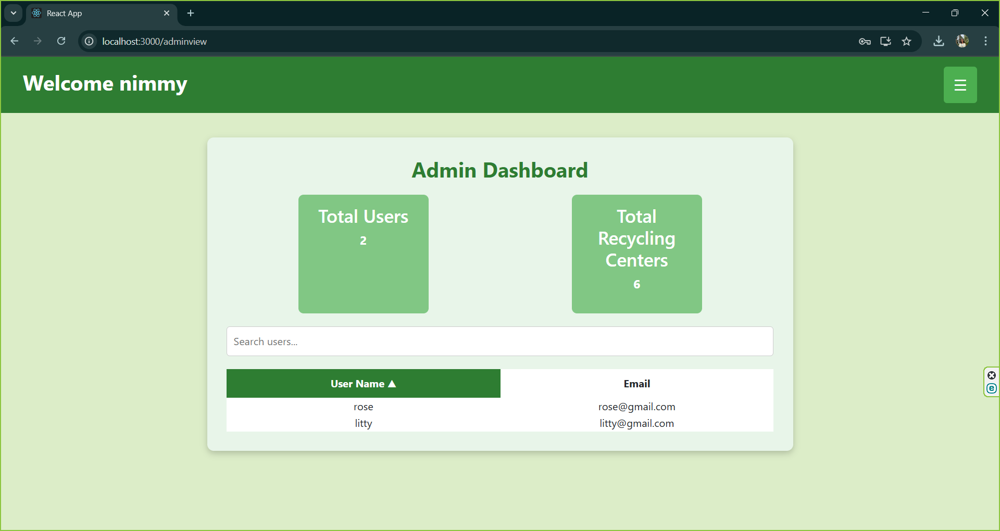 React App
localhost:3000/adminview
Welcome nimmy
☰
Admin Dashboard
Total Users
2
Total
Recycling
Centers
6
Search users...
User Name ▲
Email
rose
rose@gmail.com
litty
litty@gmail.com
e